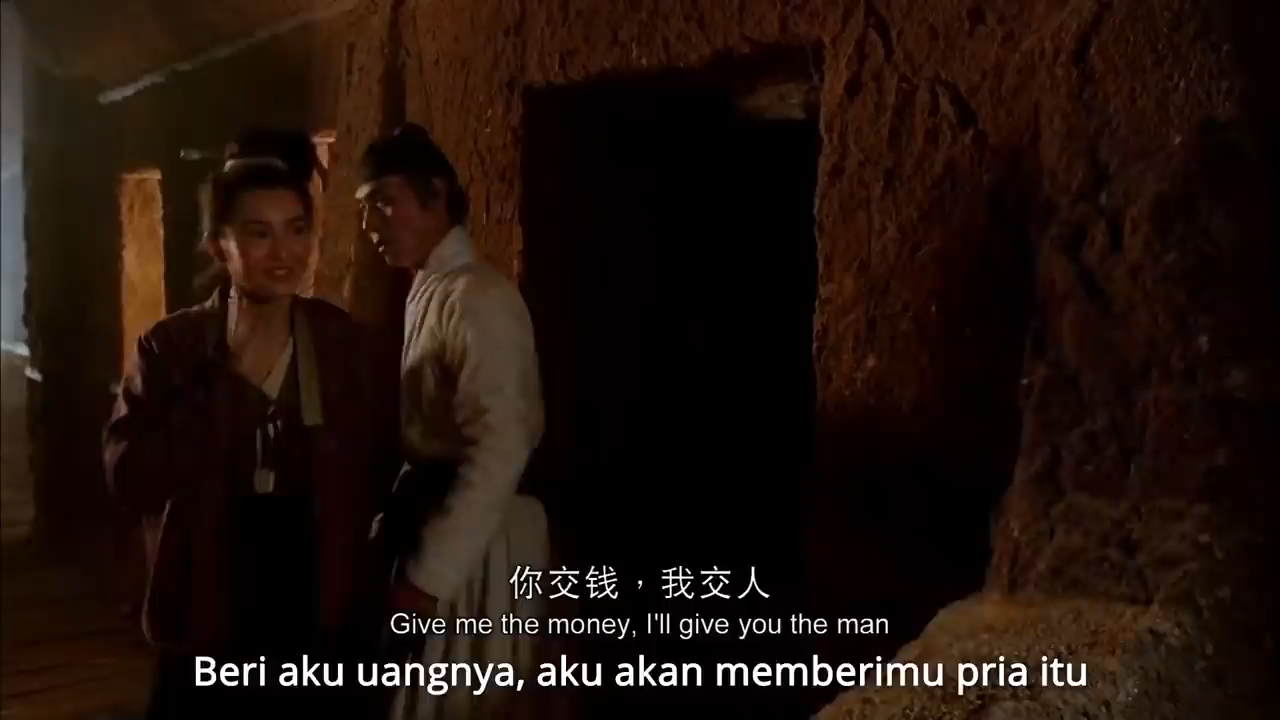 你交钱，我交人
Give me the money, I'll give you the man
Beri aku uangnya, aku akan memberimu pria itu